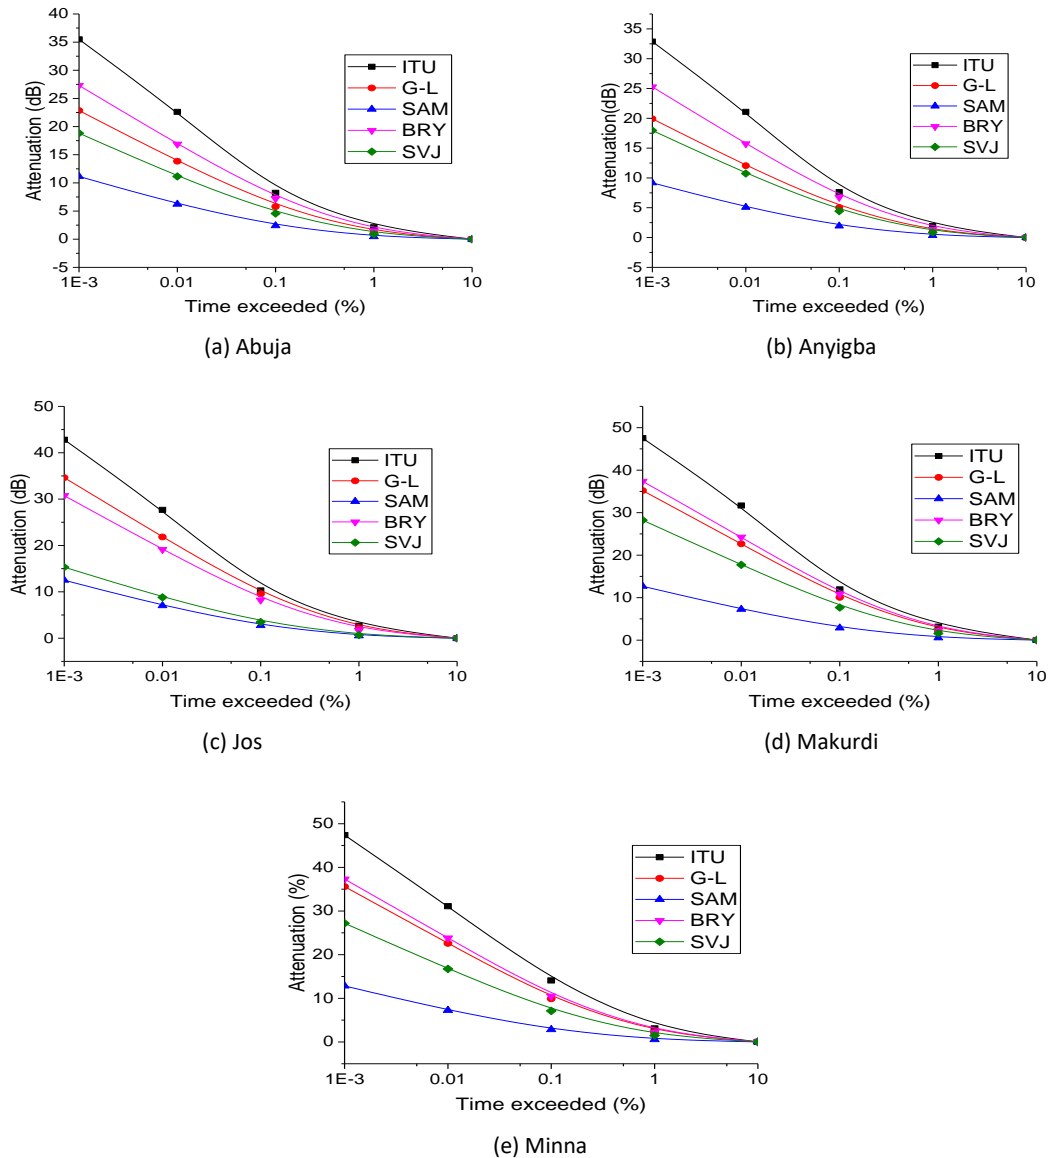 40
35
30
25
20
15
10
5
0
-5
Attenuation (dB)
1E-3 0.01 0.1 1 10
Time exceeded (%)
ITU
G-L
SAM
BRY
SVJ
(a) Abuja
35
30
25
20
15
10
5
0
-5
Attenuation(dB)
1E-3 0.01 0.1 1 10
Time exceeded (%)
ITU
G-L
SAM
BRY
SVJ
(b) Anyigba
50
40
30
20
10
0
Attenuation (dB)
1E-3 0.01 0.1 1 10
Time exceeded (%)
ITU
G-L
SAM
BRY
SVJ
(c) Jos
50
40
30
20
10
0
Attenuation (dB)
1E-3 0.01 0.1 1 10
Time exceeded (%)
ITU
G-L
SAM
BRY
SVJ
(d) Makurdi
50
40
30
20
10
0
Attenuation (%)
1E-3 0.01 0.1 1 10
Time exceeded (%)
ITU
G-L
SAM
BRY
SVJ
(e) Minna